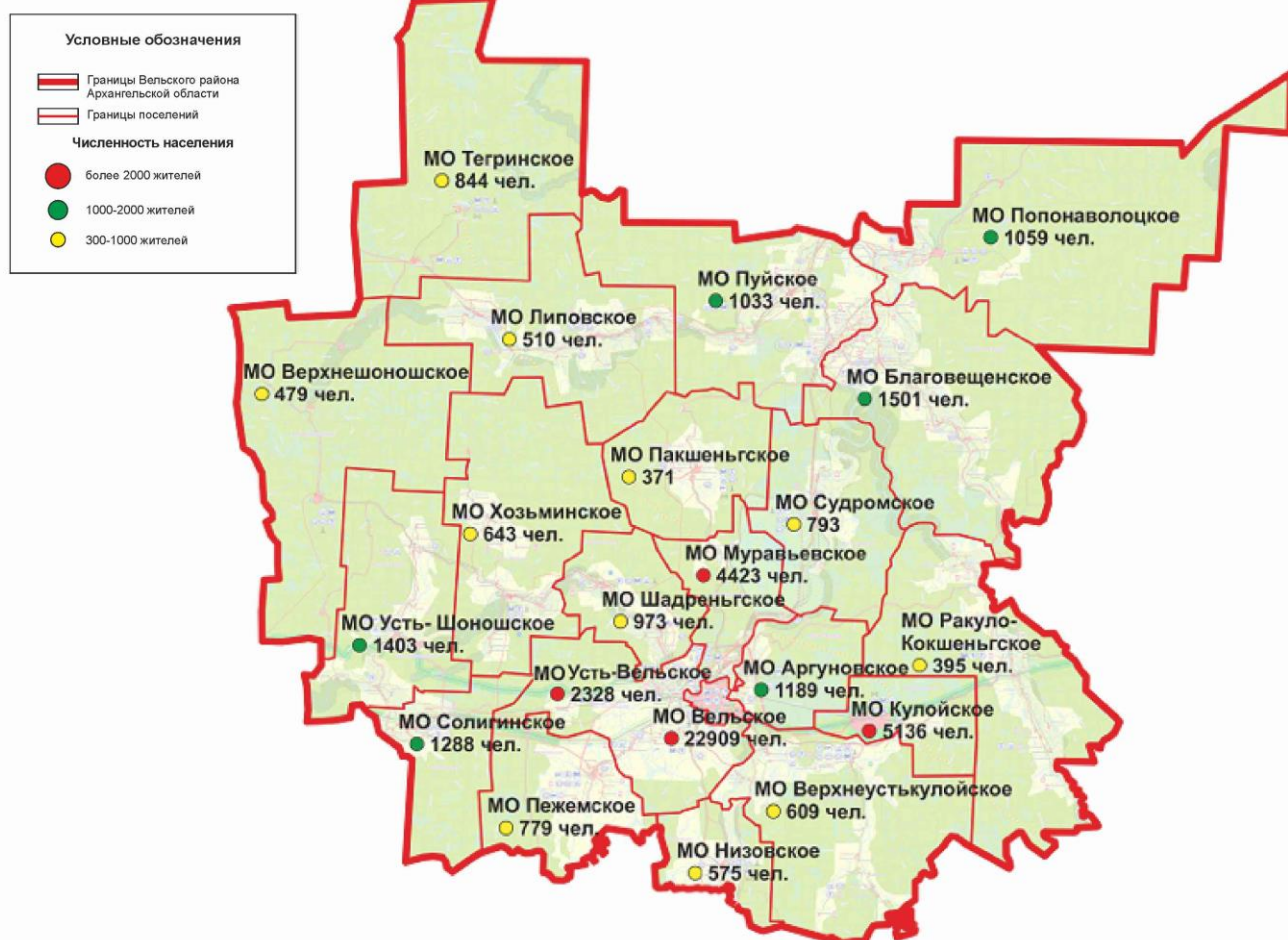 Условные обозначения
Границы Вельского района
Архангельской области
Границы поселений
Численность населения
более 2000 жителей
1000-2000 жителей
300-1000 жителей
МО Тегринское
844 чел.
МО Попонаволоцкое
1059 чел.
МО Пуйское
1033 чел.
МО Липовское
510 чел.
МО Верхнешоношское
479 чел.
МО Благовещенское
1501 чел.
МО Пакшеньгское
371
МО Судромское
793
МО Хозьминское
643 чел.
МО Муравьевское
4423 чел.
МО Шадреньгское
973 чел.
МО Усть- Шоношское
1403 чел.
МО Ракуло-
Кокшеньгское
395 чел.
МО Усть-Вельское
2328 чел.
МО Аргуновское
1189 чел.
МО Солигинское
1288 чел.
МО Вельское
22909 чел.
МО Кулойское
5136 чел.
МО Пежемское
779 чел.
МО Верхнеустькулойское
609 чел.
МО Низовское
575 чел.